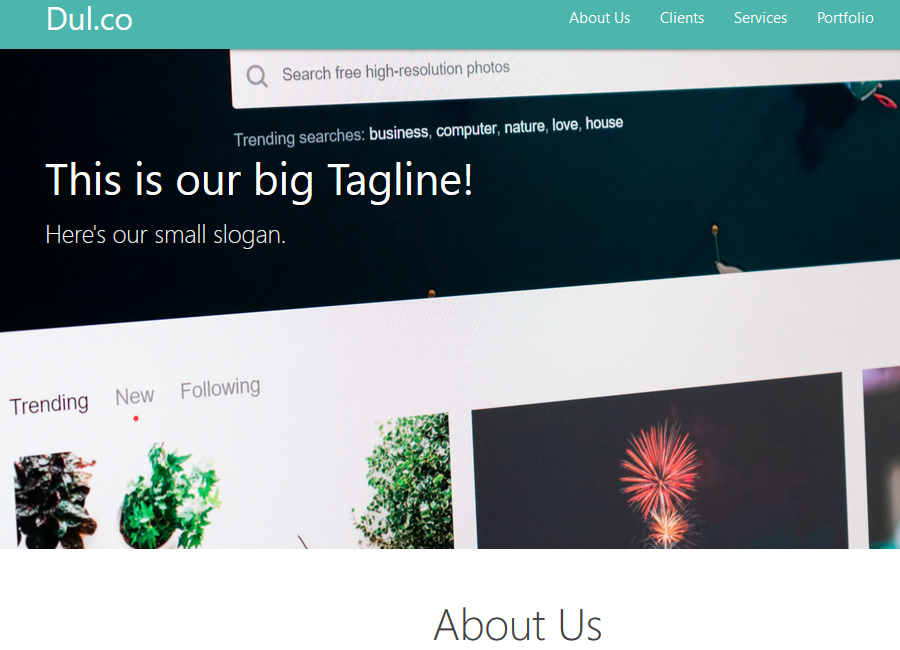 Dul.co
About Us Clients Services Portfolio
Search free high-resolution photos
Trending searches: business, computer, nature, love, house
This is our big Tagline!
Here's our small slogan.
Trending New Following
About Us